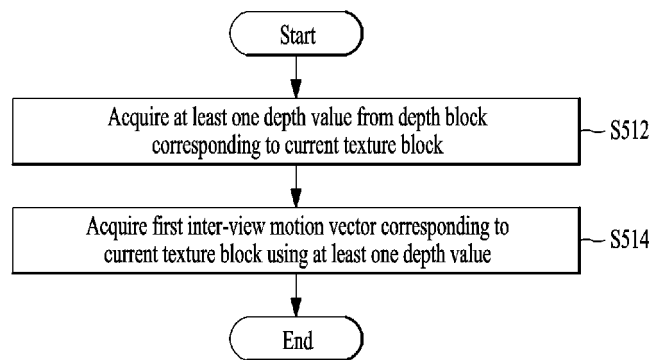 Start
Acquire at least one depth value from depth block
corresponding to current texture block
S512
Acquire first inter-view motion vector corresponding to
current texture block using at least one depth value
S514
End